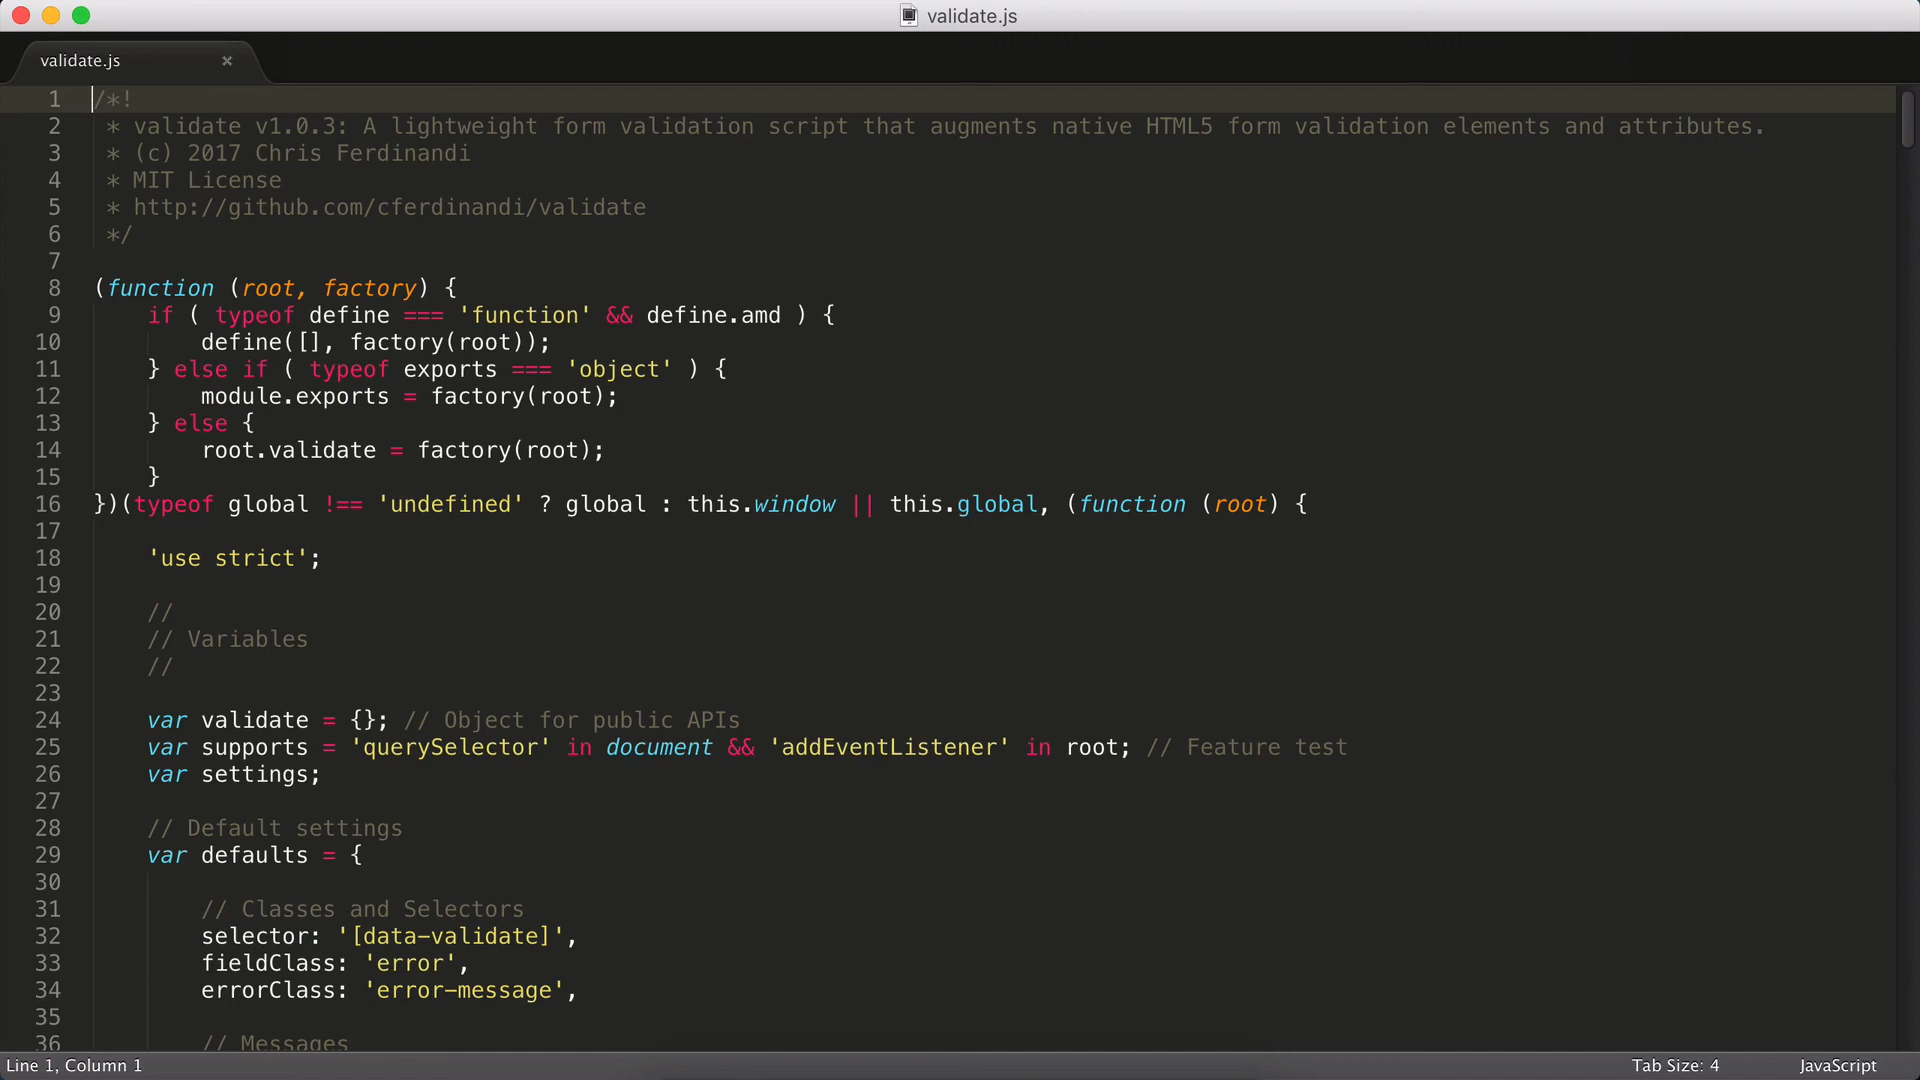 validate.js
validate.js ×
1 /*!
2  * validate v1.0.3: A lightweight form validation script that augments native HTML5 form validation elements and attributes.
3  * (c) 2017 Chris Ferdinandi
4  * MIT License
5  * http://github.com/cferdinandi/validate
6  */
7
8 (function (root, factory) {
9     if ( typeof define === 'function' && define.amd ) {
10         define([], factory(root));
11     } else if ( typeof exports === 'object' ) {
12         module.exports = factory(root);
13     } else {
14         root.validate = factory(root);
15     }
16 })(typeof global !== 'undefined' ? global : this.window || this.global, (function (root) {
17
18     'use strict';
19
20     //
21     // Variables
22     //
23
24     var validate = {}; // Object for public APIs
25     var supports = 'querySelector' in document && 'addEventListener' in root; // Feature test
26     var settings;
27
28     // Default settings
29     var defaults = {
30
31         // Classes and Selectors
32         selector: '[data-validate]',
33         fieldClass: 'error',
34         errorClass: 'error-message',
35
36         // Messages
Line 1, Column 1
Tab Size: 4
JavaScript